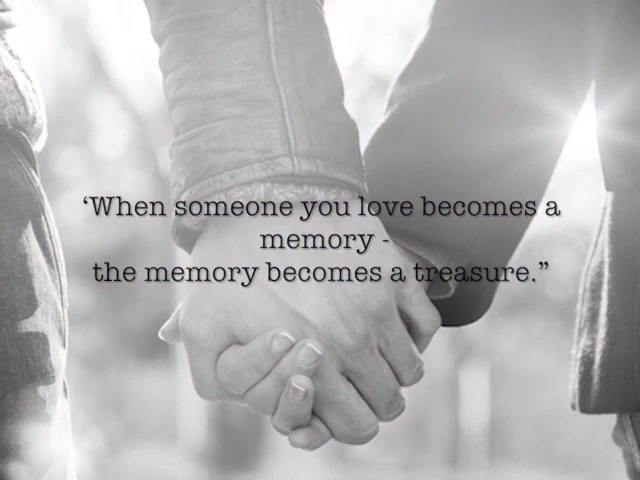 ‘When someone you love becomes a
memory -
the memory becomes a treasure.”